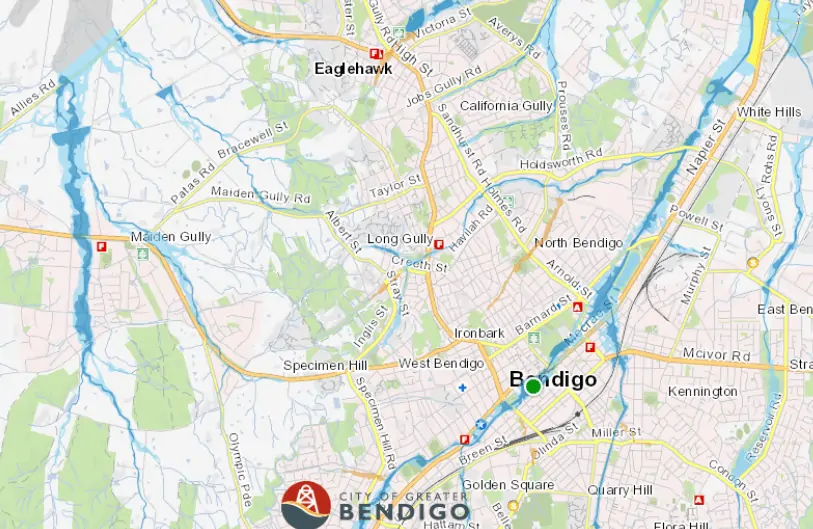 Victoria St
Averys Rd
Gully Rd
High St
Eaglehawk
Jobs Gully Rd
California Gully
Prouses Rd
Allies Rd
White Hills
Sandhurst Rd
Napier St
Bracewell St
Holdsworth Rd
Rohs Rd
Patas Rd
Taylor St
Holmes Rd
Lyons St
Maiden Gully Rd
Albert St
Havilah Rd
Powell St
Maiden Gully
Long Gully
North Bendigo
Creeth St
Murphy St
Arnold St
Stray St
Barnard St
East Ben
Inglis St
Ironbark
Mccrae St
Specimen Hill
West Bendigo
Mcivor Rd
Stra
Bendigo
Kennington
Specimen Hill Rd
Reservoir Rd
Olympic Pde
Breen St
Olinda St
Miller St
Condon St
Golden Square
Quarry Hill
CITY OF GREATER
BENDIGO
Hattam St
Flora Hill